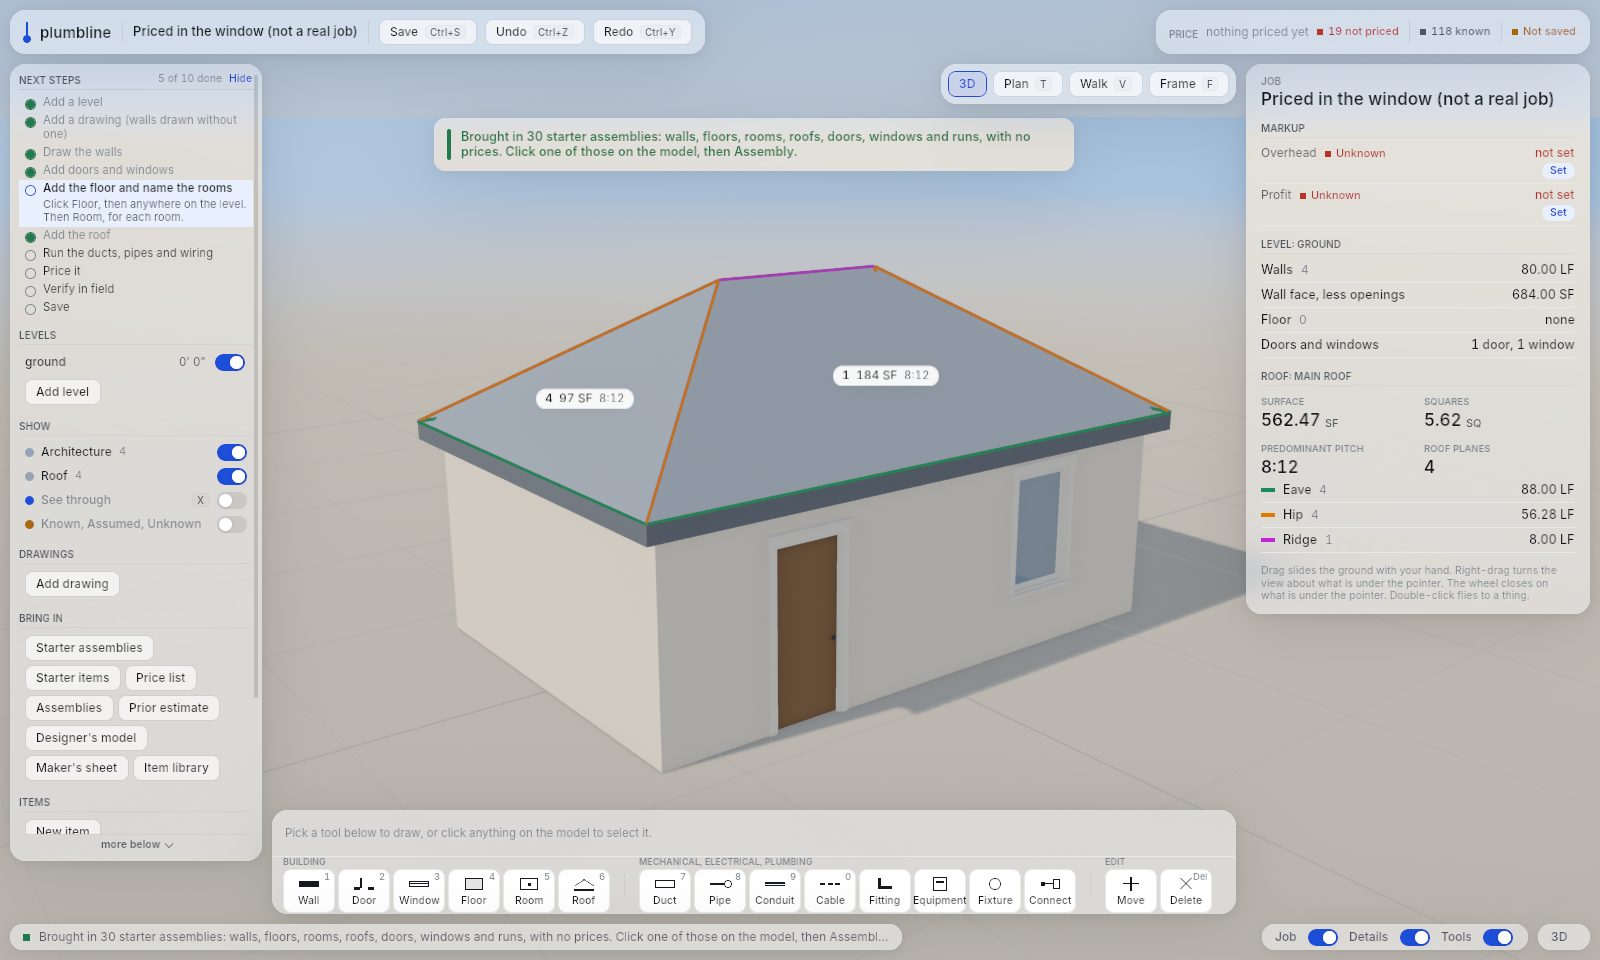 plumbline
Priced in the window (not a real job)
Save Ctrl+S
Undo Ctrl+Z
Redo Ctrl+Y
PRICE nothing priced yet 19 not priced 118 known Not saved
NEXT STEPS 5 of 10 done Hide
Add a level
Add a drawing (walls drawn without
one)
Draw the walls
Add doors and windows
Add the floor and name the rooms
Click Floor, then anywhere on the level.
Then Room, for each room.
Add the roof
Run the ducts, pipes and wiring
Price it
Verify in field
Save
LEVELS
ground 0' 0"
Add level
SHOW
Architecture 4
Roof 4
See through X
Known, Assumed, Unknown
DRAWINGS
Add drawing
BRING IN
Starter assemblies
Starter items Price list
Assemblies Prior estimate
Designer's model
Maker's sheet Item library
ITEMS
New item
more below
3D Plan T Walk V Frame F
Brought in 30 starter assemblies: walls, floors, rooms, roofs, doors, windows and runs, with no
prices. Click one of those on the model, then Assembly.
4 97 SF 8:12
1 184 SF 8:12
JOB
Priced in the window (not a real job)
MARKUP
Overhead Unknown not set
Set
Profit Unknown not set
Set
LEVEL: GROUND
Walls 4 80.00 LF
Wall face, less openings 684.00 SF
Floor 0 none
Doors and windows 1 door, 1 window
ROOF: MAIN ROOF
SURFACE SQUARES
562.47 SF 5.62 SQ
PREDOMINANT PITCH ROOF PLANES
8:12 4
Eave 4 88.00 LF
Hip 4 56.28 LF
Ridge 1 8.00 LF
Drag slides the ground with your hand. Right-drag turns the
view about what is under the pointer. The wheel closes on
what is under the pointer. Double-click flies to a thing.
Pick a tool below to draw, or click anything on the model to select it.
BUILDING MECHANICAL, ELECTRICAL, PLUMBING EDIT
1 2 3 4 5 6 7 8 9 0 Del
Wall Door Window Floor Room Roof Duct Pipe Conduit Cable Fitting Equipment Fixture Connect Move Delete
Brought in 30 starter assemblies: walls, floors, rooms, roofs, doors, windows and runs, with no prices. Click one of those on the model, then Assembl...
Job Details Tools 3D